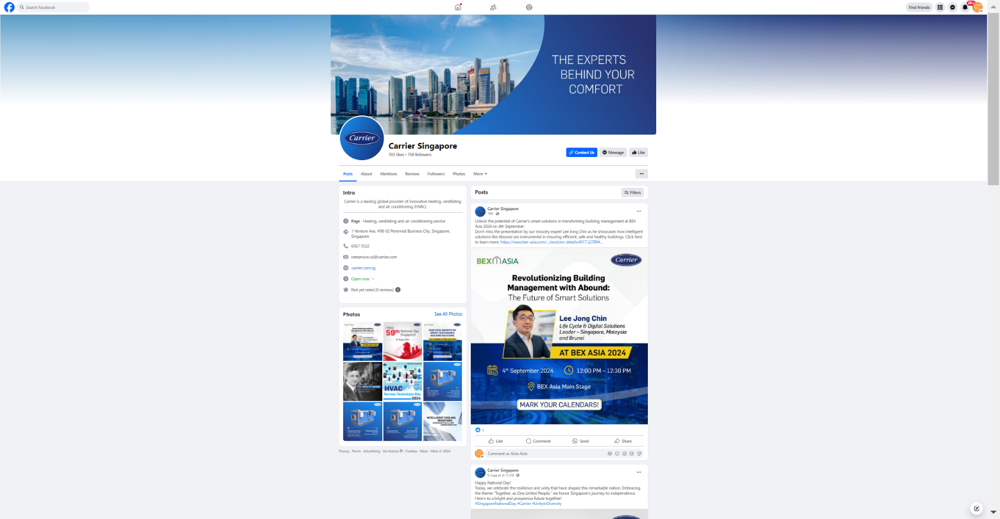 Search Facebook
Find friends
20+
THE EXPERTS
BEHIND YOUR
COMFORT
Carrier
Carrier Singapore
703 likes • 758 followers
Contact Us
Message
Like
Posts
About
Mentions
Reviews
Followers
Photos
More
Intro
Carrier is a leading global provider of innovative heating, ventilating
and air conditioning (HVAC).
Page · Heating, ventilating and air conditioning service
1 Venture Ave, #08-02 Perennial Business City, Singapore,
Singapore
6567 5522
netservice.csl@carrier.com
carrier.com.sg
Open now
Not yet rated (0 reviews)
Photos
See All Photos
59th National Day
Singapore!
HVAC
Service Technician Day
2024
INTELLIGENT COOLING,
REDEFINED.
Privacy · Terms · Advertising · Ad choices · Cookies · More · Meta © 2024
Posts
Filters
Carrier Singapore
16h
Unlock the potential of Carrier's smart solutions in transforming building management at BEX
Asia 2024 on 4th September.
Don't miss the presentation by our industry expert Lee Jong Chin as he showcases how intelligent
solutions like Abound are instrumental in ensuring efficient, safe and healthy buildings. Click here
to learn more: https://www.bex-asia.com/.../sessions-details.4017.227894...
BEX ASIA
Carrier
Revolutionizing Building
Management with Abound:
The Future of Smart Solutions
Lee Jong Chin
Life Cycle & Digital Solutions
Leader – Singapore, Malaysia
and Brunei
AT BEX ASIA 2024
4th September 2024
12:00 PM – 12:30 PM
BEX Asia Main Stage
MARK YOUR CALENDARS!
1
Like
Comment
Send
Share
Comment as Aida Aida
Carrier Singapore
Happy National Day!
Today, we celebrate the resilience and unity that have shaped this remarkable nation. Embracing
the theme "Together, as One United People," we honor Singapore's journey to independence.
Here's to a bright and prosperous future together!
#SingaporeNationalDay #Carrier #UnityInDiversity